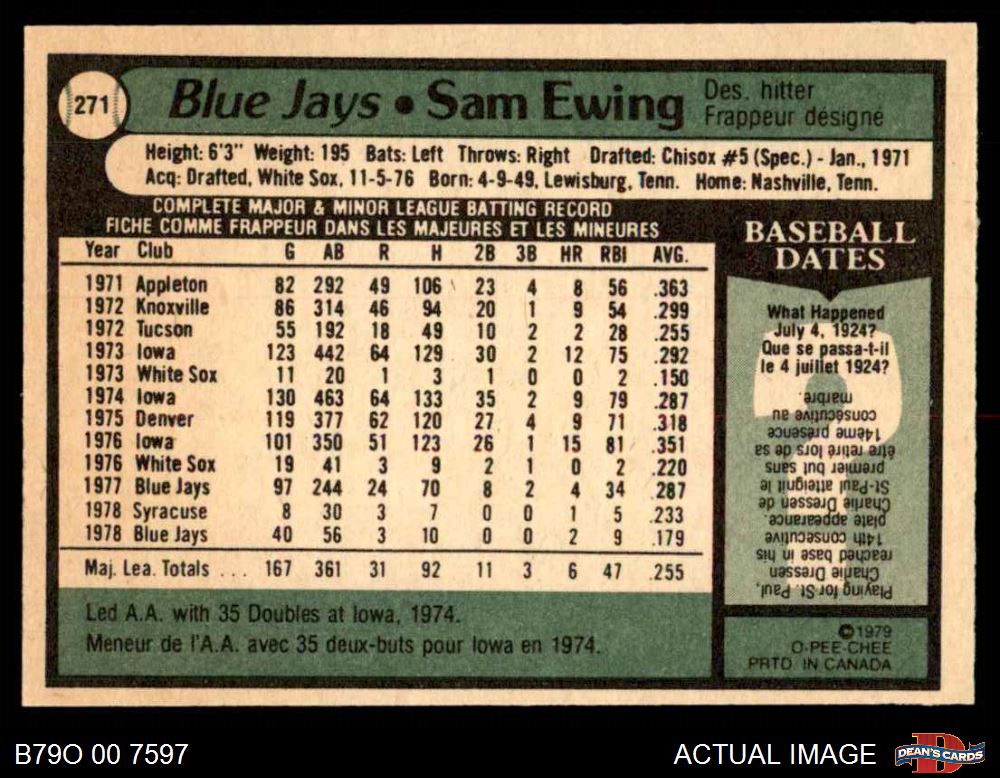 271
Blue Jays • Sam Ewing
Des. hitter
Frappeur désigné
Height: 6'3" Weight: 195 Bats: Left Throws: Right Drafted: Chisox #5 (Spec.) - Jan., 1971
Acq: Drafted, White Sox, 11-5-76 Born: 4-9-49, Lewisburg, Tenn. Home: Nashville, Tenn.
COMPLETE MAJOR & MINOR LEAGUE BATTING RECORD
FICHE COMME FRAPPEUR DANS LES MAJEURES ET LES MINEURES
Year Club G AB R H 2B 3B HR RBI AVG.
1971 Appleton 82 292 49 106 23 4 8 56 .363
1972 Knoxville 86 314 46 94 20 1 9 54 .299
1972 Tucson 55 192 18 49 10 2 2 28 .255
1973 Iowa 123 442 64 129 30 2 12 75 .292
1973 White Sox 11 20 1 3 1 0 0 2 .150
1974 Iowa 130 463 64 133 35 2 9 79 .287
1975 Denver 119 377 62 120 27 4 9 71 .318
1976 Iowa 101 350 51 123 26 1 15 81 .351
1976 White Sox 19 41 3 9 2 1 0 2 .220
1977 Blue Jays 97 244 24 70 8 2 4 34 .287
1978 Syracuse 8 30 3 7 0 0 1 5 .233
1978 Blue Jays 40 56 3 10 0 0 2 9 .179
Maj. Lea. Totals ... 167 361 31 92 11 3 6 47 .255
Led A.A. with 35 Doubles at Iowa, 1974.
Meneur de l'A.A. avec 35 deux-buts pour Iowa en 1974.
BASEBALL
DATES
What Happened
July 4, 1924?
Que se passa-t-il
le 4 juillet 1924?
Playing for St. Paul,
Charlie Dressen
reached base in his
14th consecutive
plate appearance.
Charlie Dressen de
St-Paul atteignit le
premier but sans
être retiré lors de sa
14eme présence
consécutive au
marbre.
©1979
O-PEE-CHEE
PRTD. IN CANADA
B79O 00 7597
ACTUAL IMAGE
DEAN'S CARDS